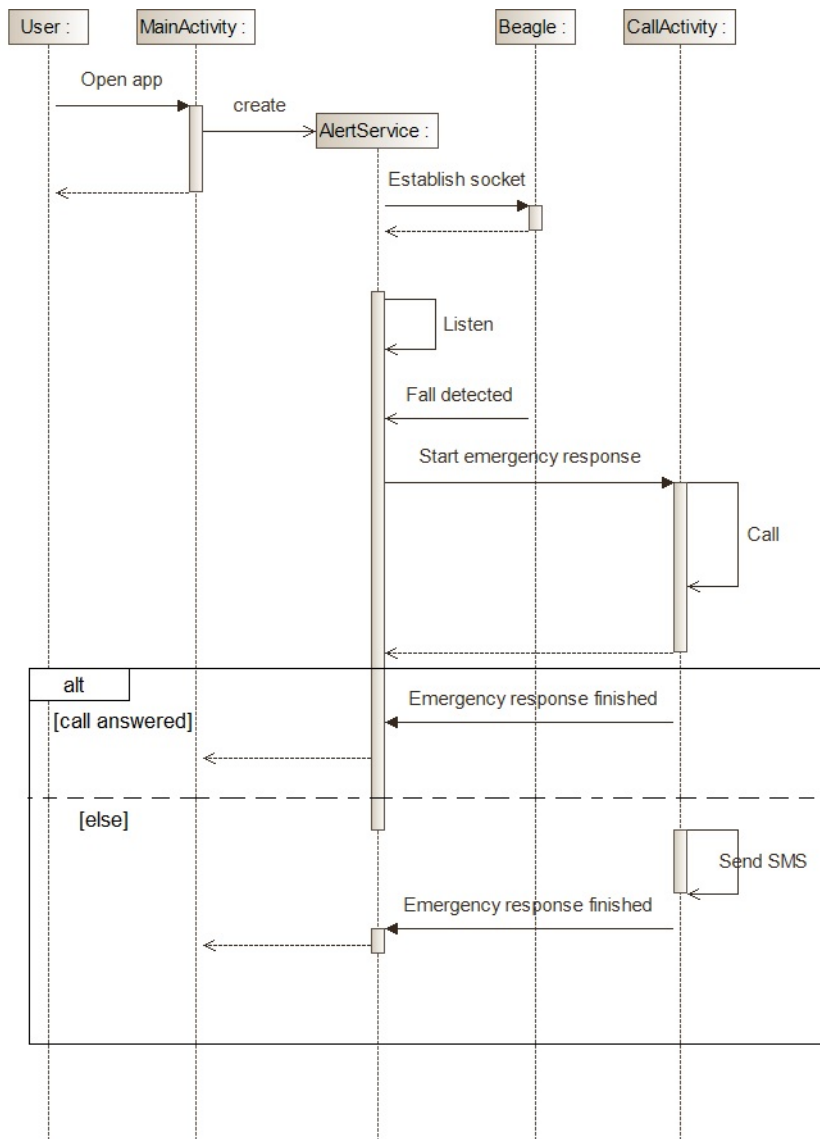 User :
MainActivity :
Beagle :
CallActivity :
Open app
create
AlertService :
Establish socket
Listen
Fall detected
Start emergency response
Call
alt
Emergency response finished
[call answered]
[else]
Send SMS
Emergency response finished